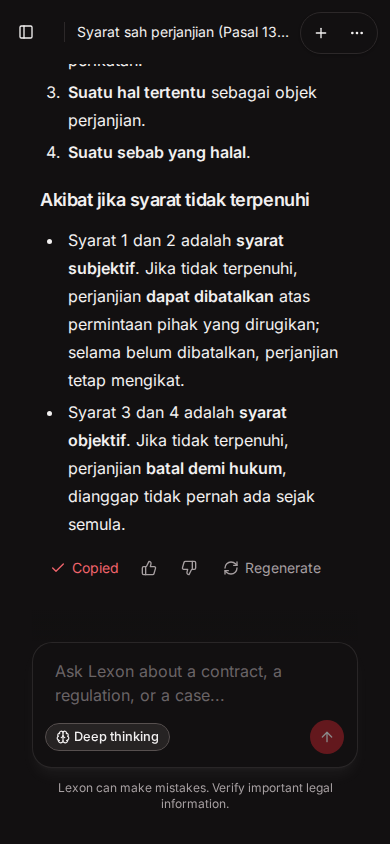 Syarat sah perjanjian (Pasal 13...
perikatan.
3. Suatu hal tertentu sebagai objek
perjanjian.
4. Suatu sebab yang halal.
Akibat jika syarat tidak terpenuhi
• Syarat 1 dan 2 adalah syarat
subjektif. Jika tidak terpenuhi,
perjanjian dapat dibatalkan atas
permintaan pihak yang dirugikan;
selama belum dibatalkan, perjanjian
tetap mengikat.
• Syarat 3 dan 4 adalah syarat
objektif. Jika tidak terpenuhi,
perjanjian batal demi hukum,
dianggap tidak pernah ada sejak
semula.
Copied Regenerate
Ask Lexon about a contract, a
regulation, or a case...
Deep thinking
Lexon can make mistakes. Verify important legal
information.